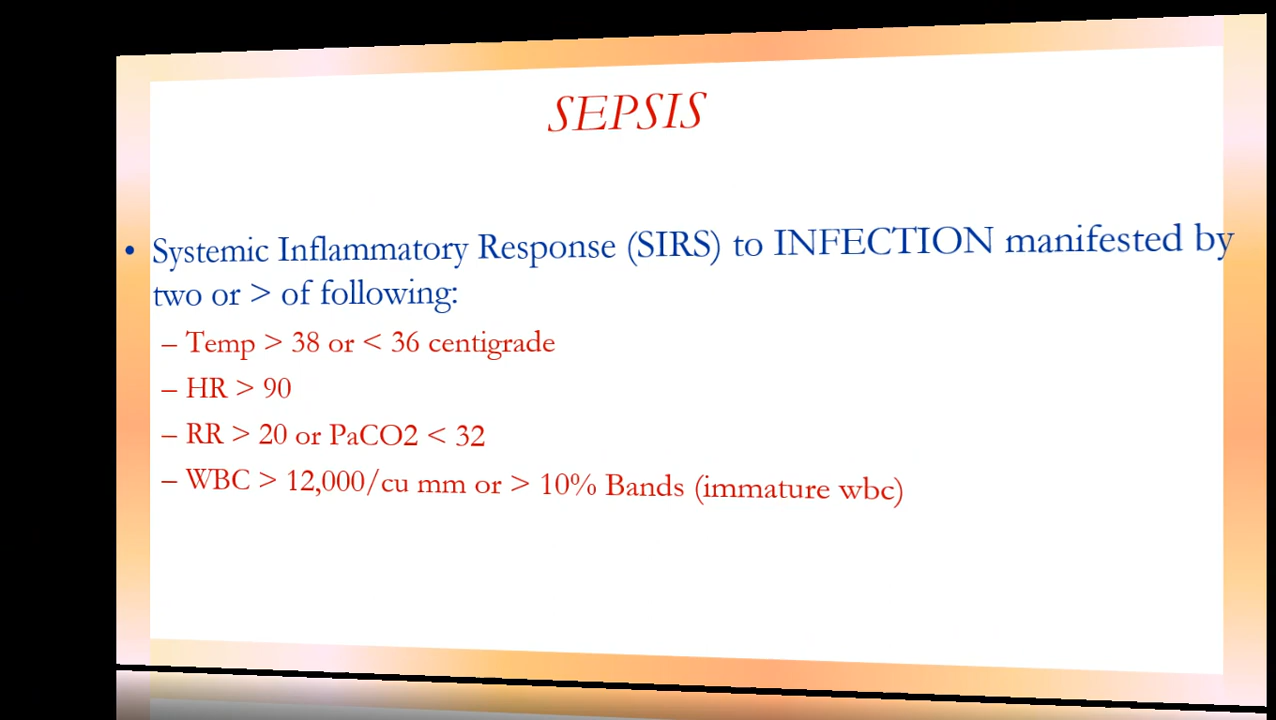 SEPSIS
• Systemic Inflammatory Response (SIRS) to INFECTION manifested by
two or > of following:
– Temp > 38 or < 36 centigrade
– HR > 90
– RR > 20 or PaCO2 < 32
– WBC > 12,000/cu mm or > 10% Bands (immature wbc)